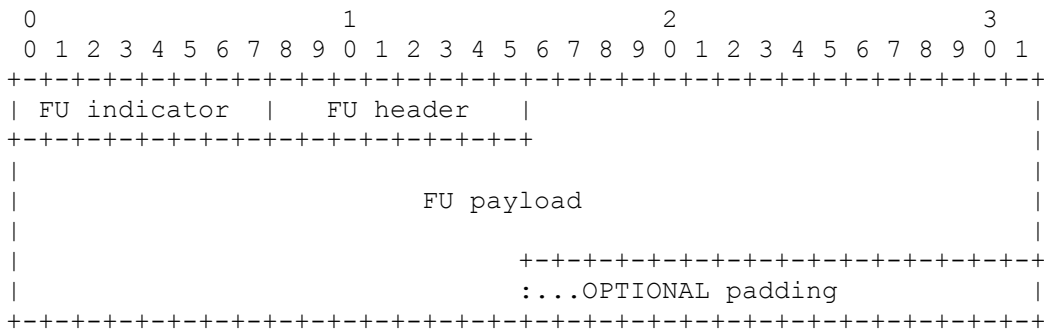 0                   1                   2                   3
 0 1 2 3 4 5 6 7 8 9 0 1 2 3 4 5 6 7 8 9 0 1 2 3 4 5 6 7 8 9 0 1
+-+-+-+-+-+-+-+-+-+-+-+-+-+-+-+-+-+-+-+-+-+-+-+-+-+-+-+-+-+-+-+-+
| FU indicator  |   FU header   |                               |
+-+-+-+-+-+-+-+-+-+-+-+-+-+-+-+-+                               |
|                                                               |
|                         FU payload                            |
|                                                               |
|                               +-+-+-+-+-+-+-+-+-+-+-+-+-+-+-+-+
|                               :...OPTIONAL padding            |
+-+-+-+-+-+-+-+-+-+-+-+-+-+-+-+-+-+-+-+-+-+-+-+-+-+-+-+-+-+-+-+-+